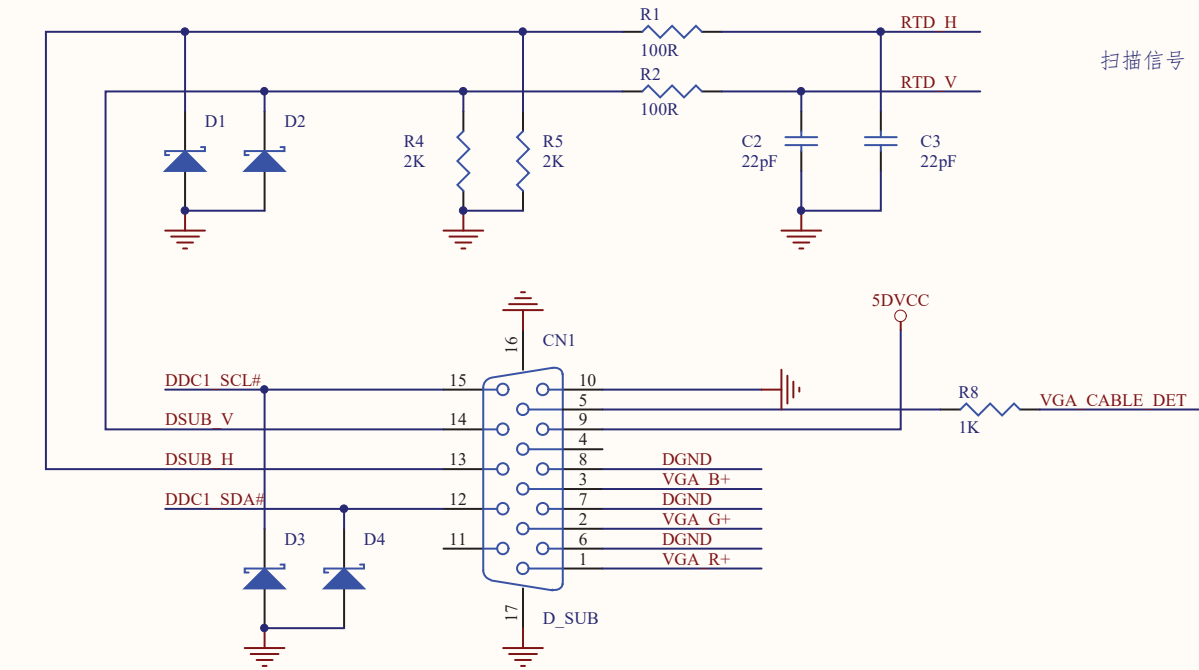 R1
RTD_H
100R
扫描信号
R2
RTD_V
100R
D1
D2
R4
2K
R5
2K
C2
22pF
C3
22pF
5DVCC
16
CN1
DDC1_SCL#
15
10
5
R8
1K
VGA_CABLE_DET
DSUB_V
14
9
4
DSUB_H
13
8
DGND
3
VGA_B+
DDC1_SDA#
12
7
DGND
2
VGA_G+
D3
D4
11
6
DGND
1
VGA_R+
17
D_SUB